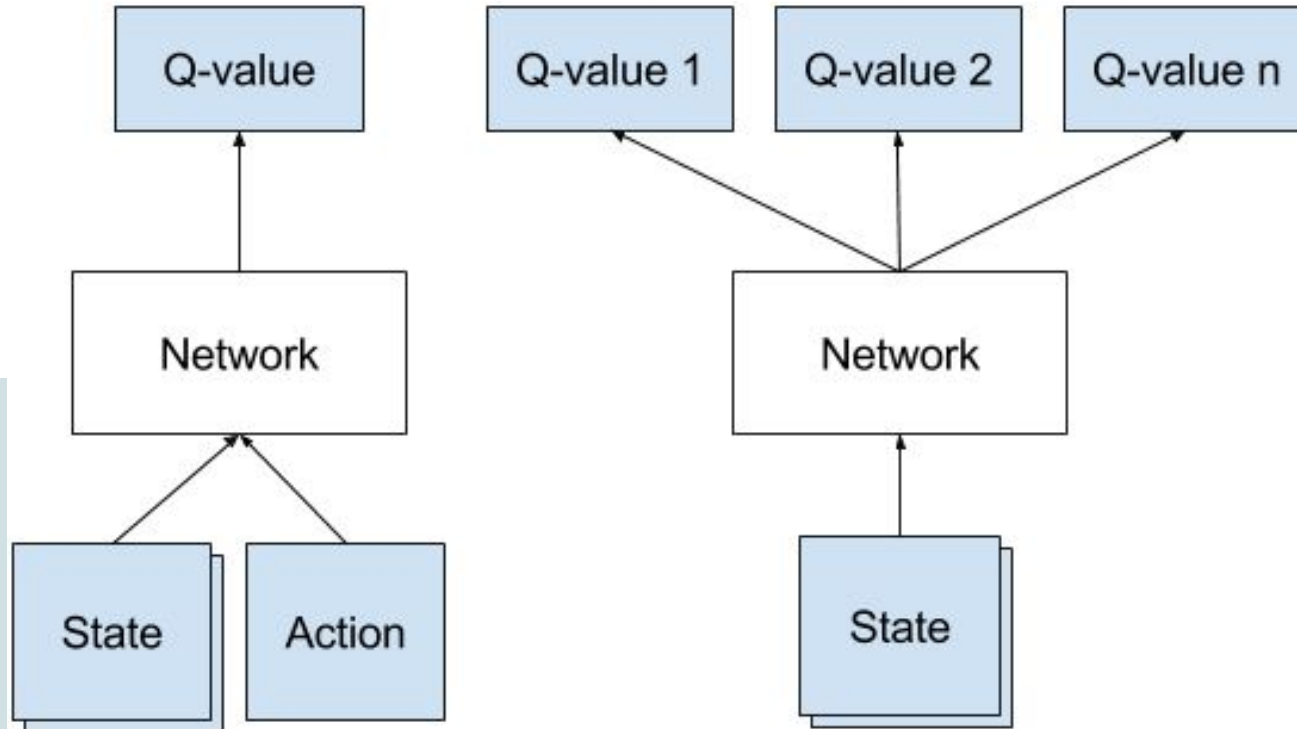 Q-value
Q-value 1
Q-value 2
Q-value n
Network
Network
State
Action
State